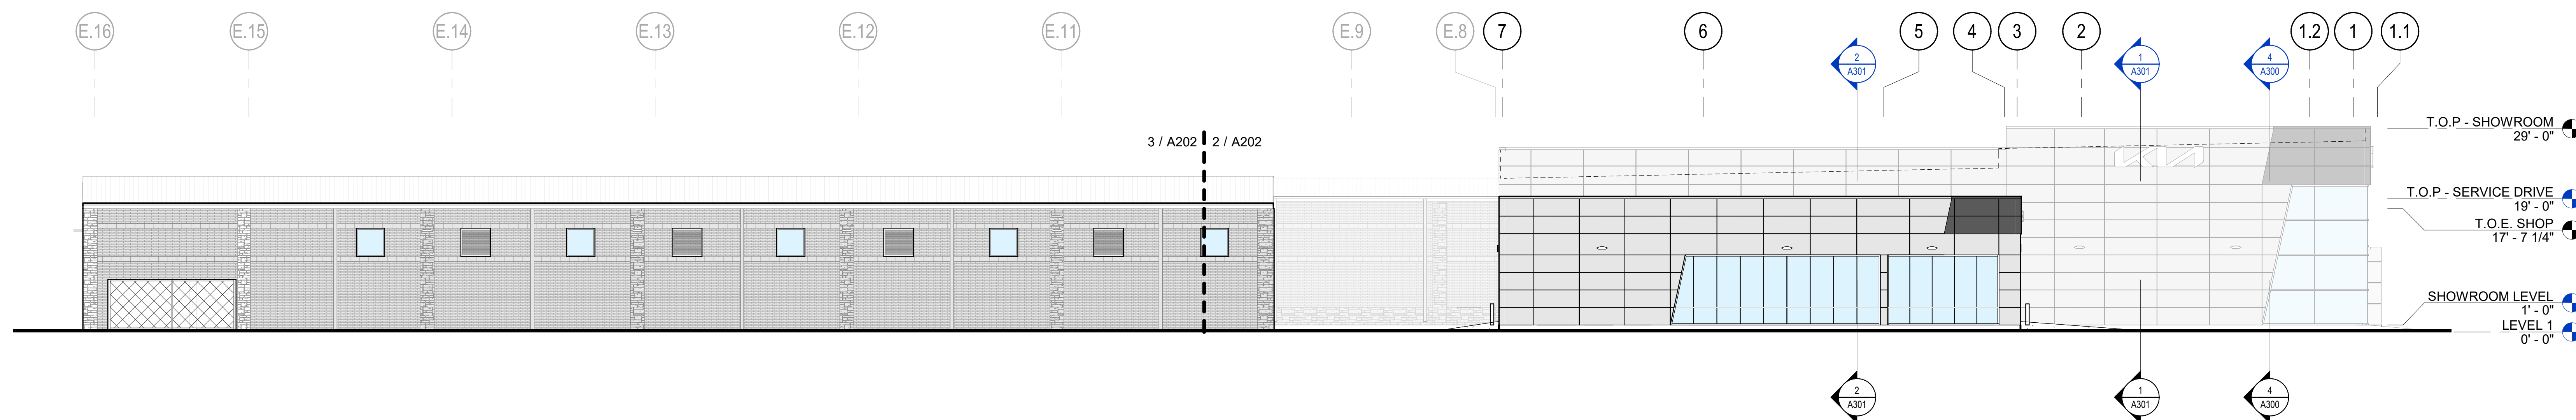 E.16 E.15 E.14 E.13 E.12 E.11 E.9 E.8 7 6 5 4 3 2 1.2 1 1.1
2 1 4
A301 A301 A300
T.O.P - SHOWROOM
29' - 0"
3 / A202 2 / A202
KIA
T.O.P - SERVICE DRIVE
19' - 0"
T.O.E. SHOP
17' - 7 1/4"
SHOWROOM LEVEL
1' - 0"
LEVEL 1
0' - 0"
2 1 4
A301 A301 A300